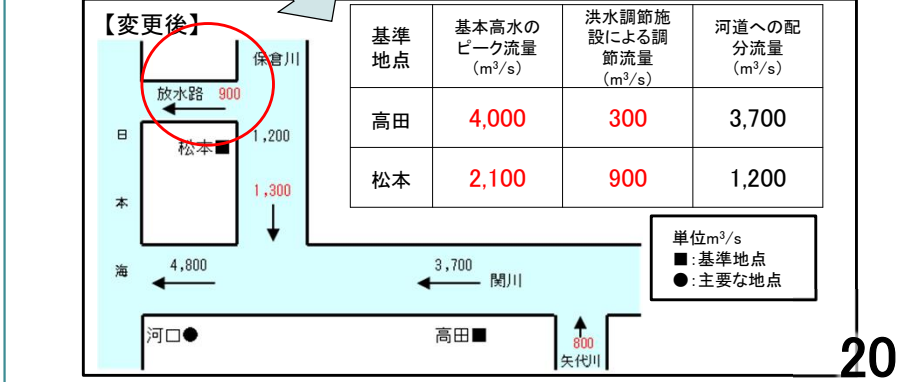 【変更後】
保倉川
放水路 900
日
本
海
松本■
1,200
1,300
4,800
3,700
関川
河口●
高田■
800
矢代川
基準
地点
基本高水の
ピーク流量
(m³/s)
洪水調節施
設による調
節流量
(m³/s)
河道への配
分流量
(m³/s)
高田 4,000 300 3,700
松本 2,100 900 1,200
単位m³/s
■:基準地点
●:主要な地点
20